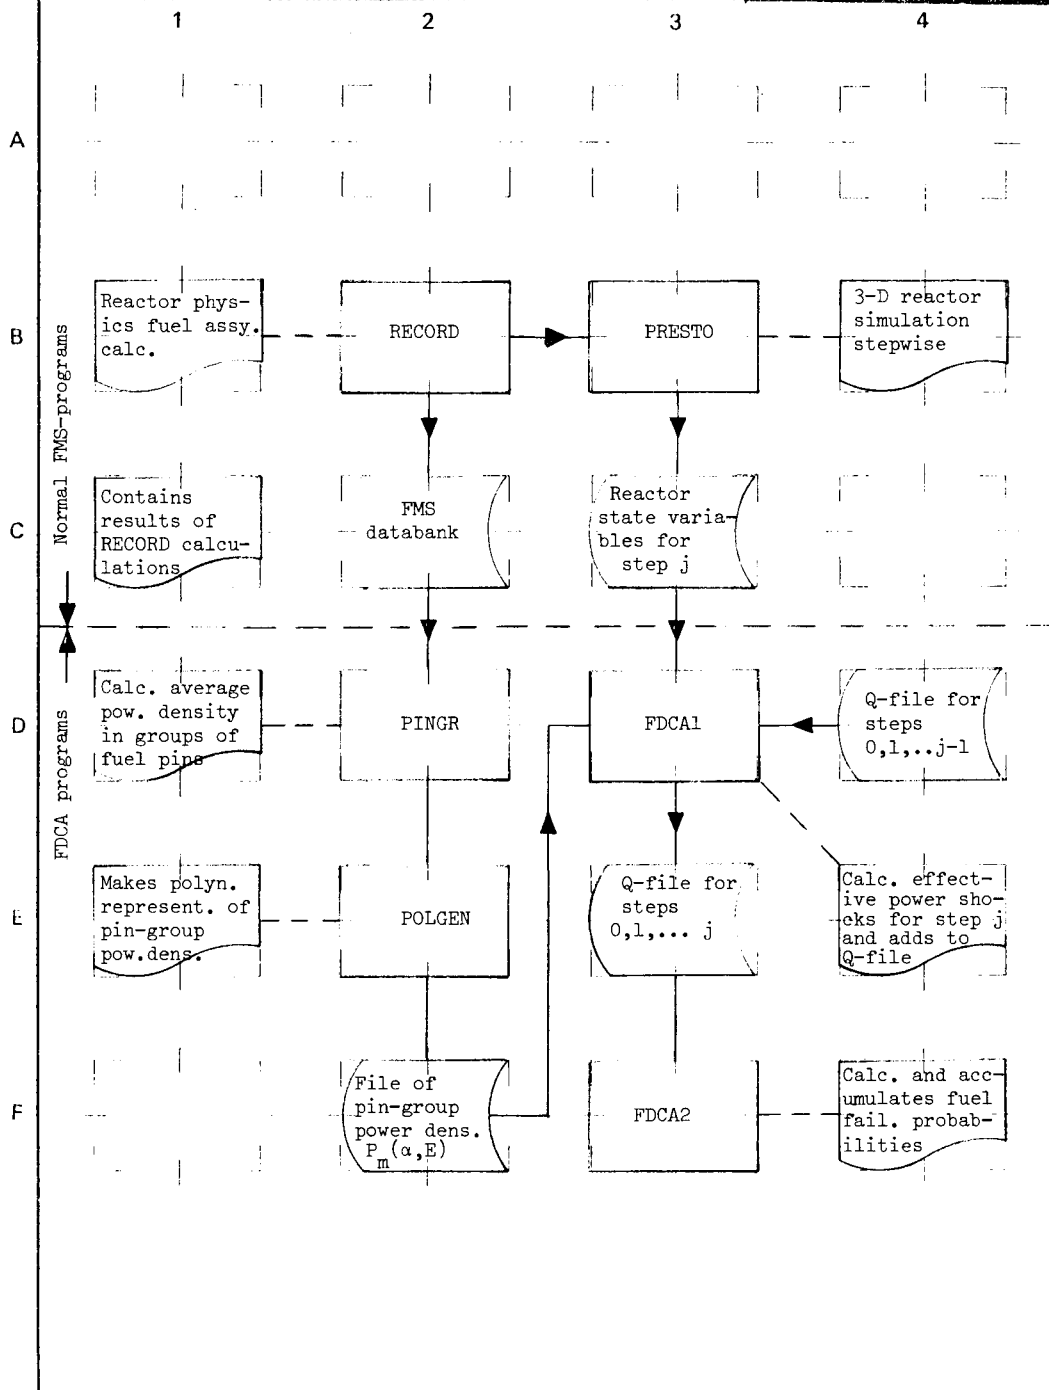 1 2 3 4
A
B
Reactor phys-
ics fuel assy.
calc.
RECORD
PRESTO
3-D reactor
simulation
stepwise
Normal FMS-programs
C
Contains
results of
RECORD calcu-
lations
FMS
databank
Reactor
state varia-
bles for
step j
D
Calc. average
pow. density
in groups of
fuel pins
PINGR
FDCA1
Q-file for
steps
0,1,..j-1
FDCA programs
E
Makes polyn.
represent. of
pin-group
pow.dens.
POLGEN
Q-file for
steps
0,1,... j
Calc. effect-
ive power sho-
cks for step j
and adds to
Q-file
F
File of
pin-group
power dens.
P_m(α,E)
FDCA2
Calc. and acc-
umulates fuel
fail. probab-
ilities